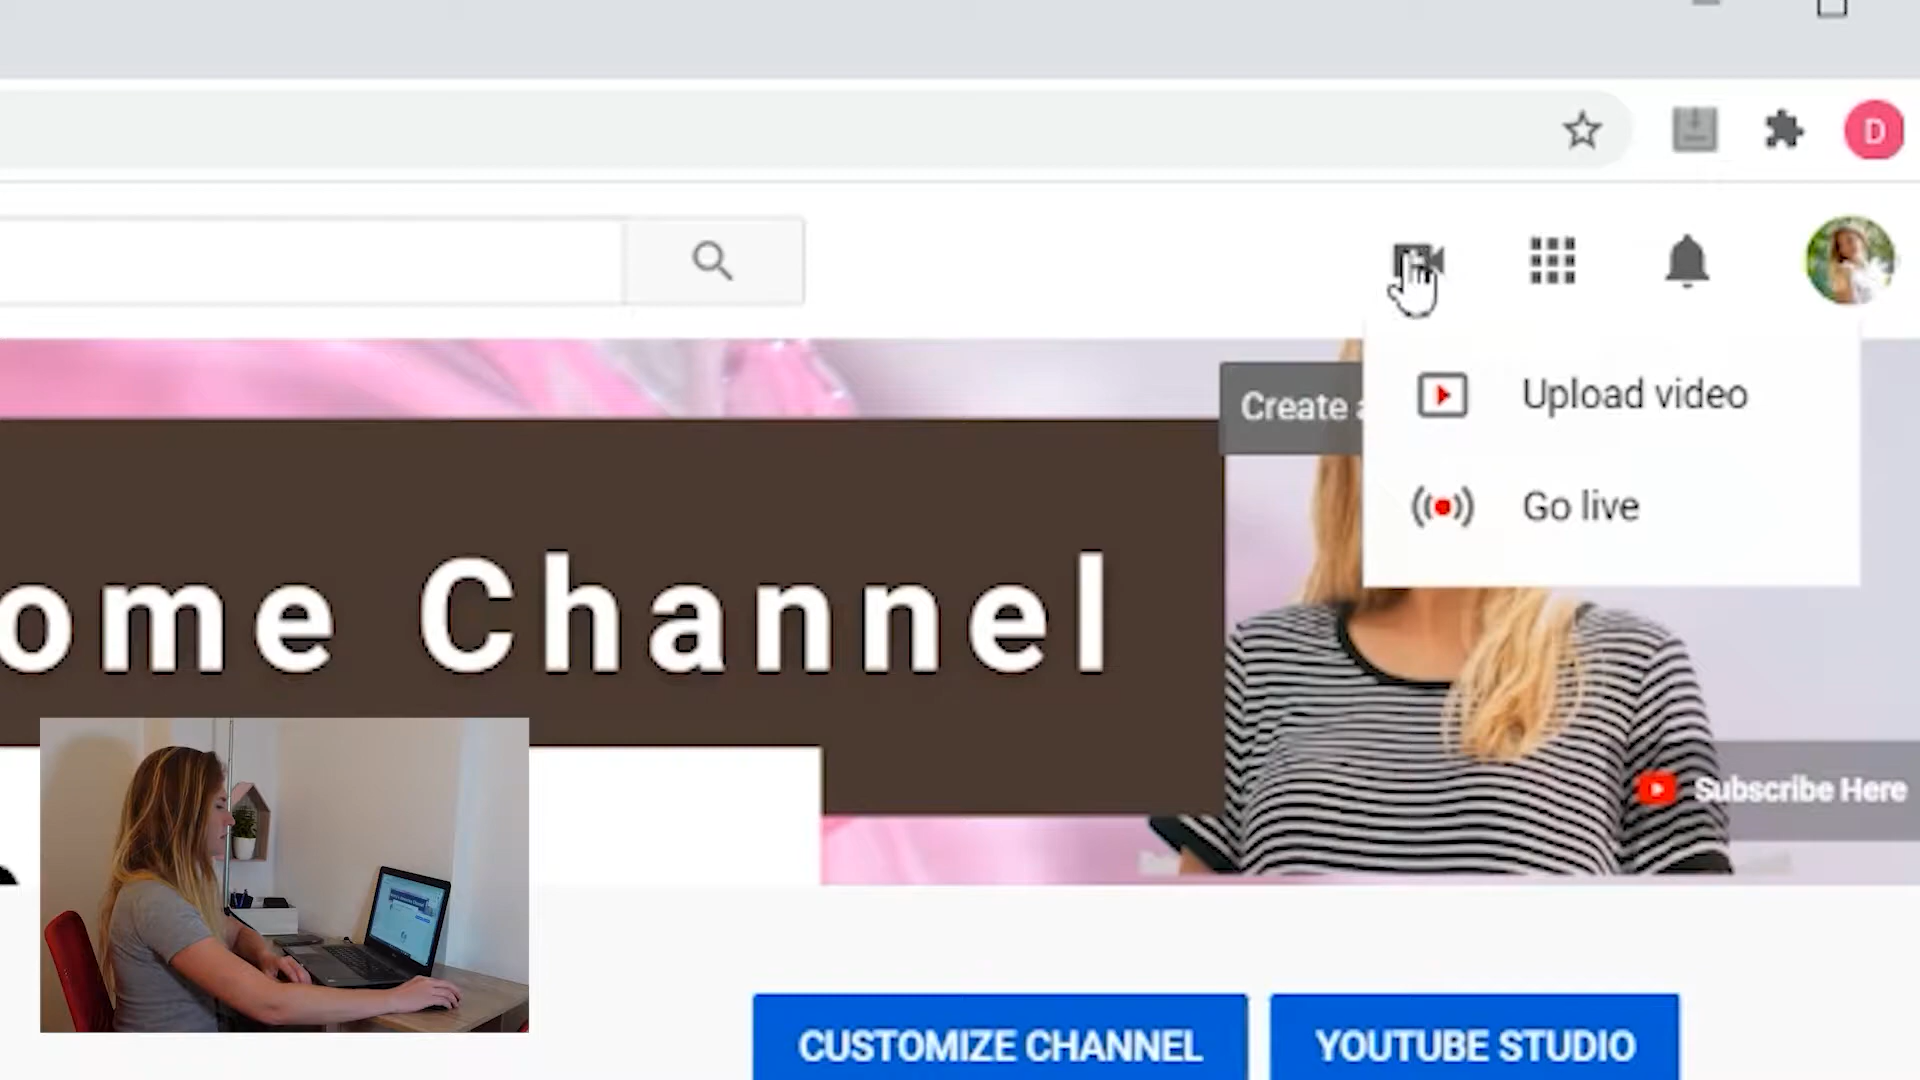 D
Create
Upload video
Go live
ome Channel
Subscribe Here
CUSTOMIZE CHANNEL
YOUTUBE STUDIO